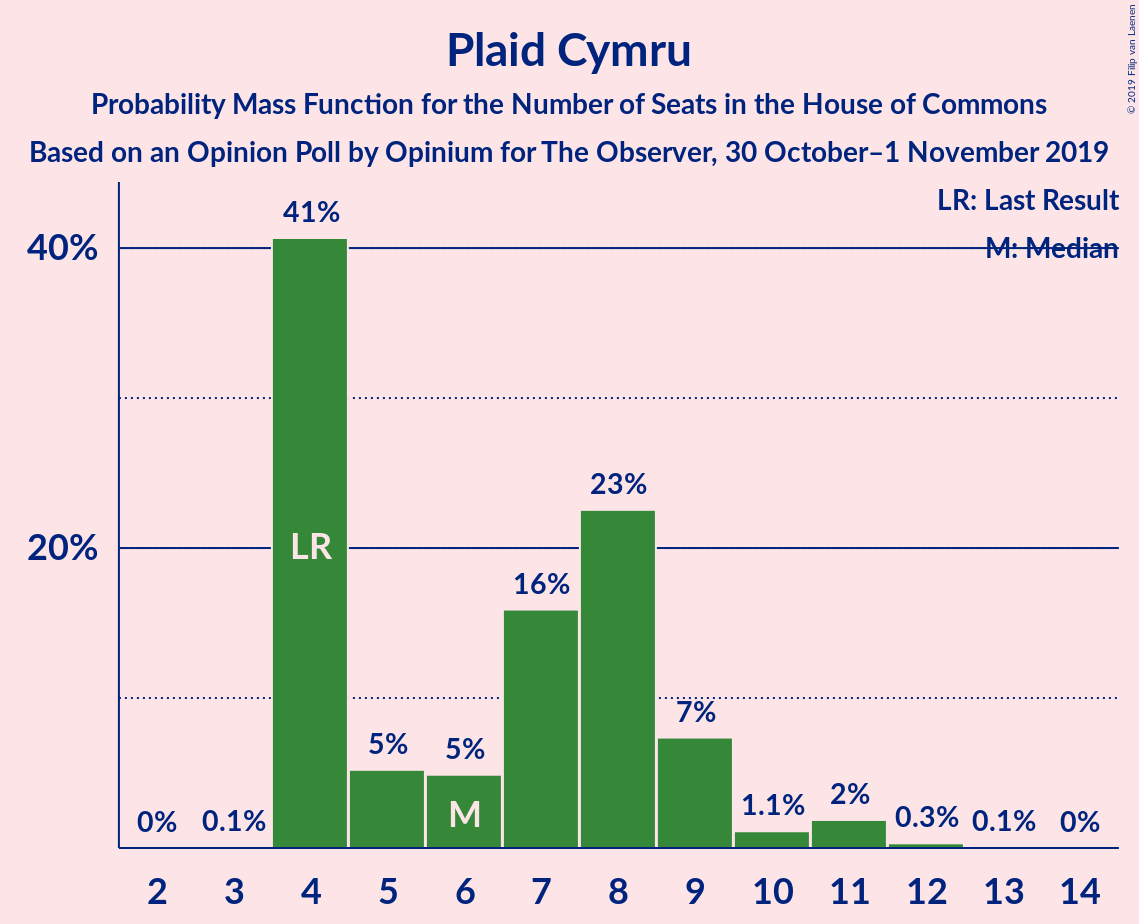 Plaid Cymru
Probability Mass Function for the Number of Seats in the House of Commons
Based on an Opinion Poll by Opinium for The Observer, 30 October–1 November 2019
© 2019 Filip van Laenen
LR: Last Result
M: Median
40%
20%
0%
0.1%
41%
5%
5%
16%
23%
7%
1.1%
2%
0.3%
0.1%
0%
LR
M
2 3 4 5 6 7 8 9 10 11 12 13 14